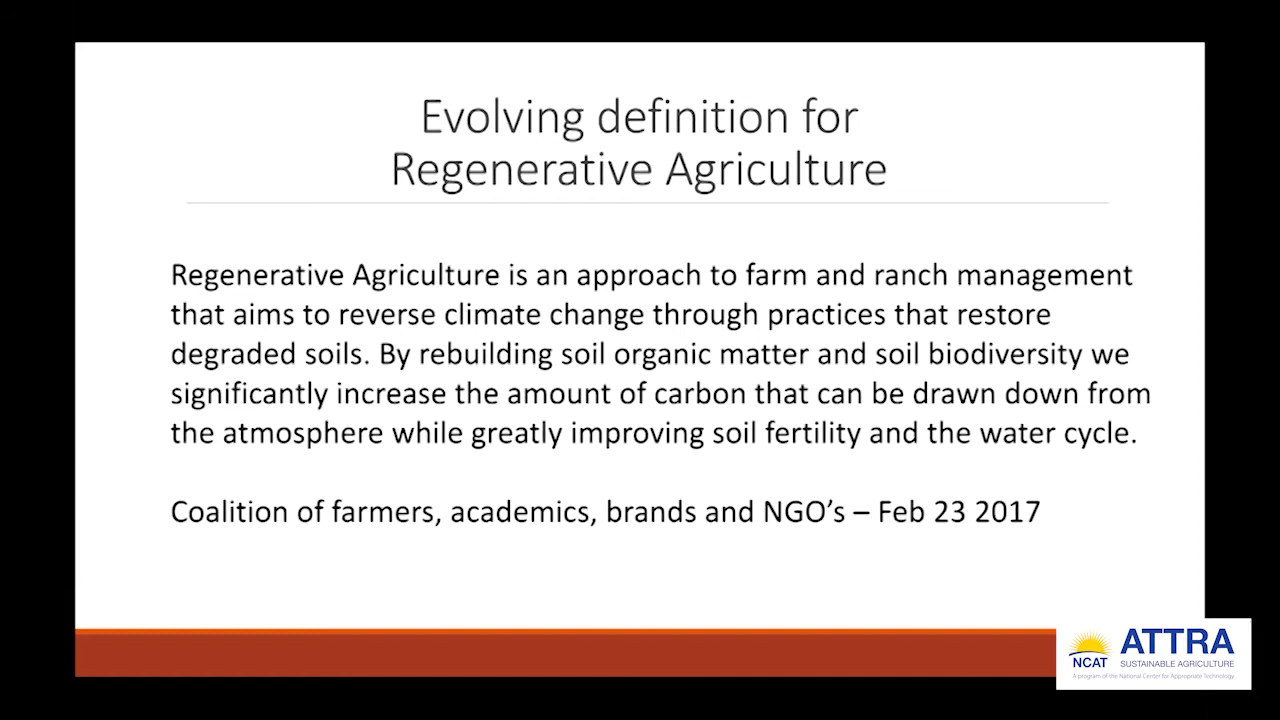 Evolving definition for
Regenerative Agriculture
Regenerative Agriculture is an approach to farm and ranch management
that aims to reverse climate change through practices that restore
degraded soils. By rebuilding soil organic matter and soil biodiversity we
significantly increase the amount of carbon that can be drawn down from
the atmosphere while greatly improving soil fertility and the water cycle.
Coalition of farmers, academics, brands and NGO’s – Feb 23 2017
NCAT
ATTRA
SUSTAINABLE AGRICULTURE
A program of the National Center for Appropriate Technology